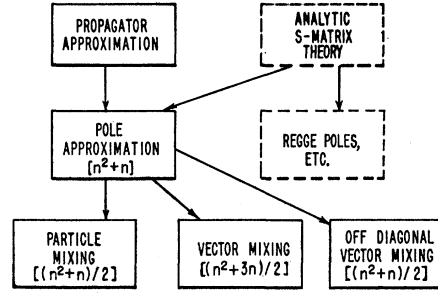 PROPAGATOR
APPROXIMATION
ANALYTIC
S-MATRIX
THEORY
POLE
APPROXIMATION
[n²+n]
REGGE POLES,
ETC.
PARTICLE
MIXING
[(n²+n)/2]
VECTOR MIXING
[(n²+3n)/2]
OFF DIAGONAL
VECTOR MIXING
[(n²+n)/2]